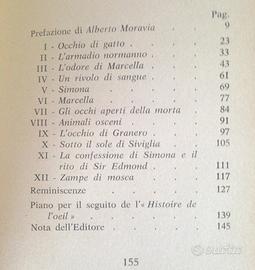 Pag.
Prefazione di Alberto Moravia . . 9
I - Occhio di gatto . . . . 23
II - L'armadio normanno . . . 33
III - L'odore di Marcella . . . 43
IV - Un rivolo di sangue . . . 61
V - Simona . . . . . 69
VI - Marcella . . . . . 77
VII - Gli occhi aperti della morta . 84
VIII - Animali osceni . . . . 91
IX - L'occhio di Granero . . . 97
X - Sotto il sole di Siviglia . . 105
XI - La confessione di Simona e il
rito di Sir Edmond . . . 111
XII - Zampe di mosca . . . . 117
Reminiscenze . . . . . 127
Piano per il seguito de l'«Histoire de
l'oeil» . . . . . . 139
Nota dell'Editore . . . . 145
155
subito